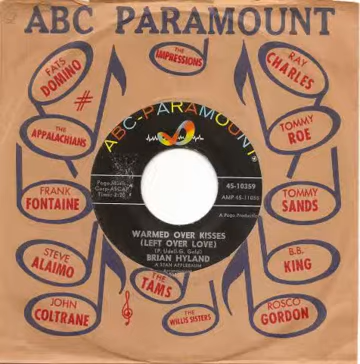 ABC PARAMOUNT
THE
IMPRESSIONS
FATS
DOMINO
RAY
CHARLES
#
THE
APPALACHIANS
TOMMY
ROE
ABC-PARAMOUNT
45-10359
FRANK
FONTAINE
TOMMY
SANDS
WARMED OVER KISSES
(LEFT OVER LOVE)
BRIAN HYLAND
STEVE
ALAIMO
B.B.
KING
THE
TAMS
JOHN
COLTRANE
THE
WILLIS SISTERS
ROSCO
GORDON